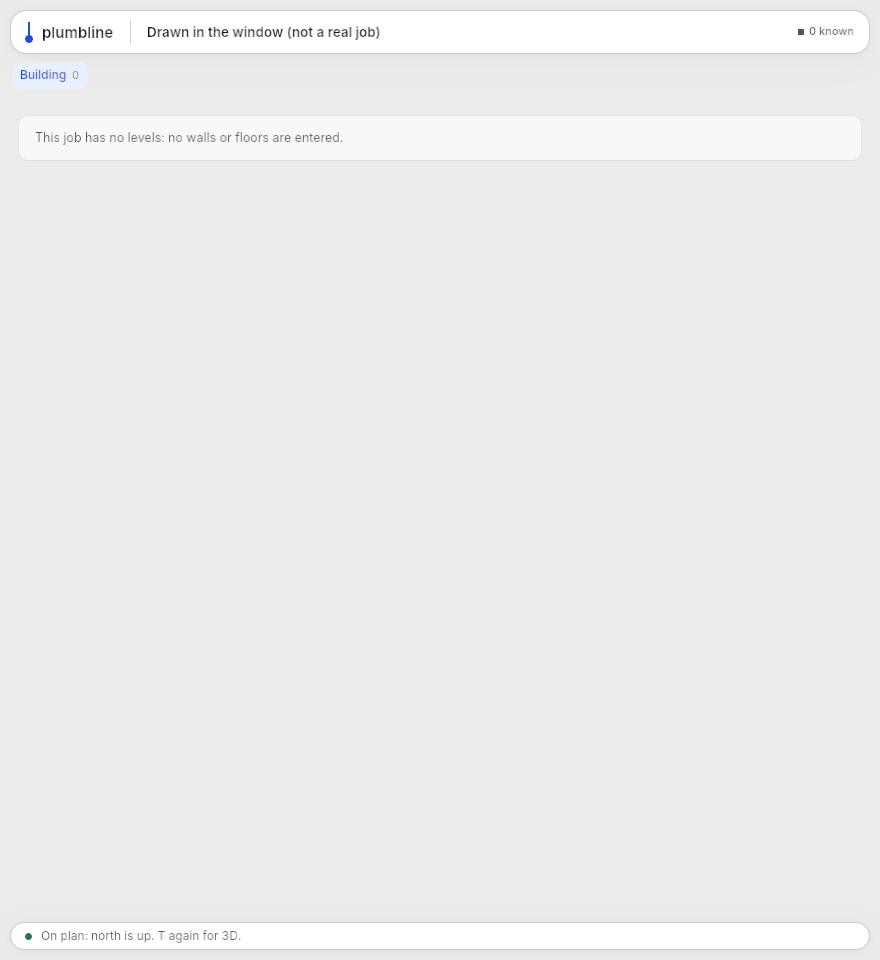 plumbline
Drawn in the window (not a real job)
0 known
Building 0
This job has no levels: no walls or floors are entered.
On plan: north is up. T again for 3D.